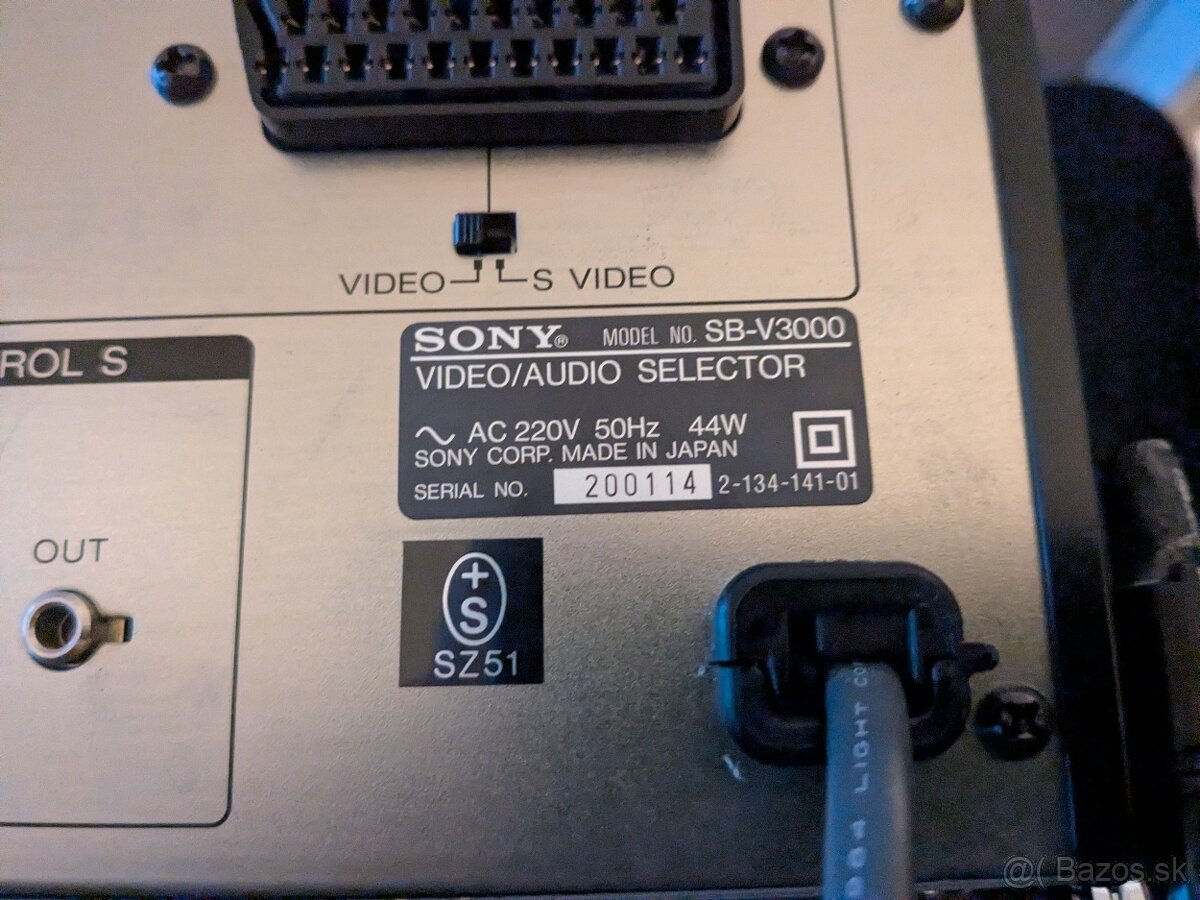 VIDEO S VIDEO
ROL S
SONY® MODEL NO. SB-V3000
VIDEO/AUDIO SELECTOR
AC 220V 50Hz 44W
SONY CORP. MADE IN JAPAN
SERIAL NO. 200114 2-134-141-01
OUT
+
S
SZ51
LIGHT
@( Bazos.sk